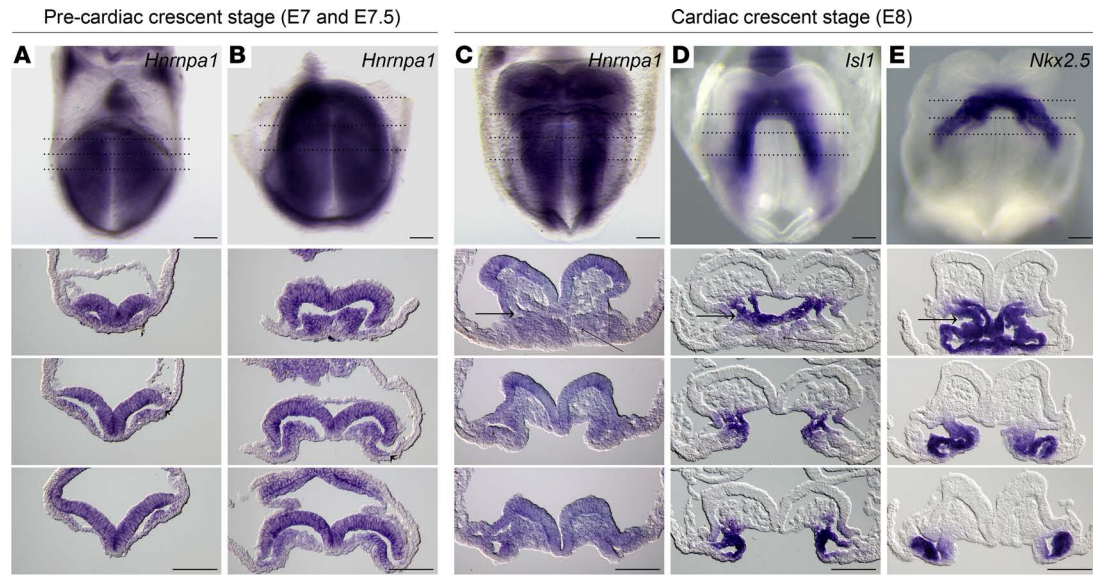 Pre-cardiac crescent stage (E7 and E7.5)
Cardiac crescent stage (E8)
A Hnrnpa1
B Hnrnpa1
C Hnrnpa1
D Isl1
E Nkx2.5